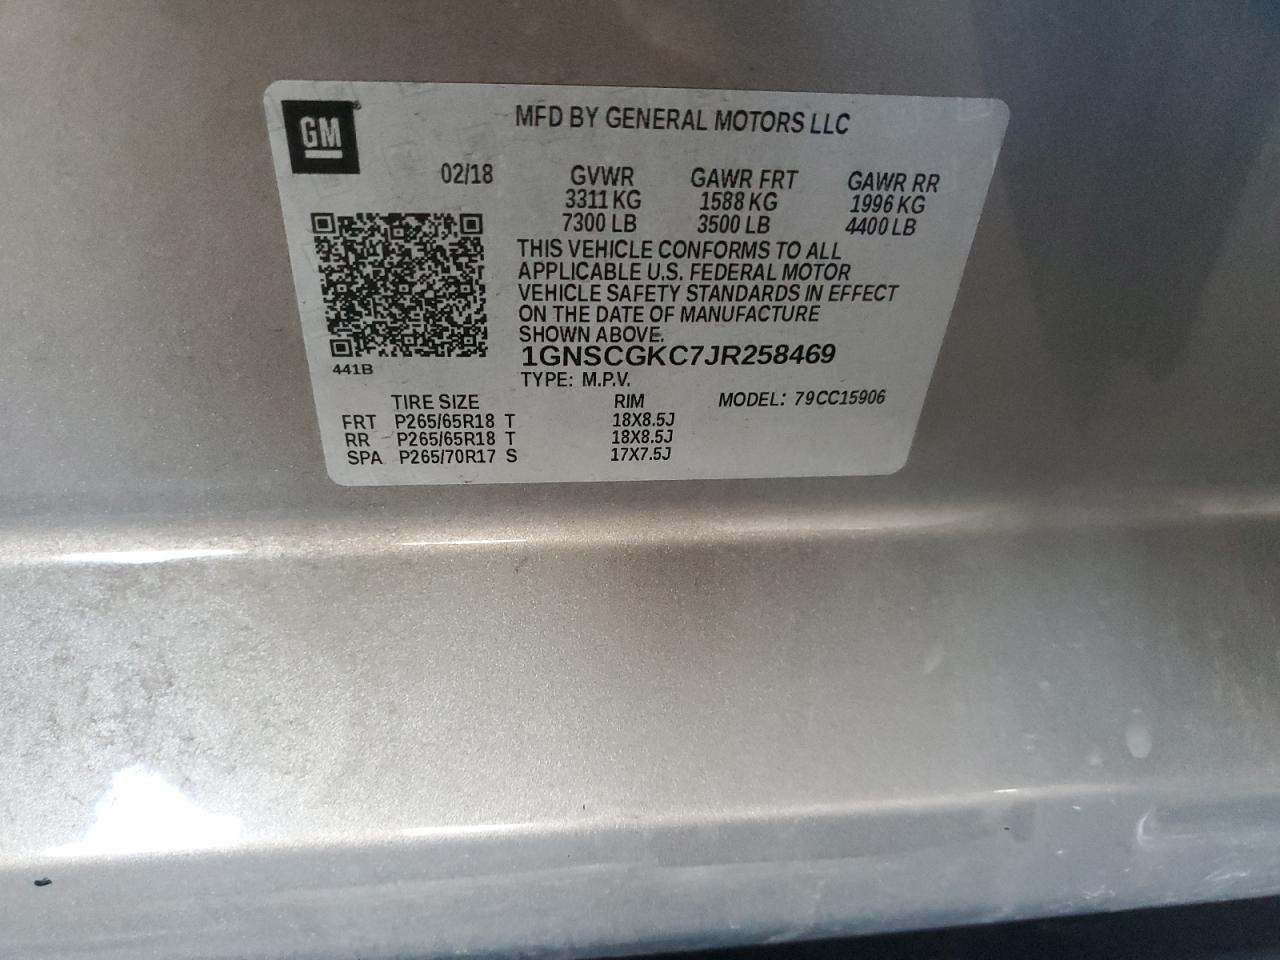 GM
MFD BY GENERAL MOTORS LLC
02/18 GVWR GAWR FRT GAWR RR
3311 KG 1588 KG 1996 KG
7300 LB 3500 LB 4400 LB
THIS VEHICLE CONFORMS TO ALL
APPLICABLE U.S. FEDERAL MOTOR
VEHICLE SAFETY STANDARDS IN EFFECT
ON THE DATE OF MANUFACTURE
SHOWN ABOVE.
1GNSCGKC7JR258469
441B
TYPE: M.P.V.
MODEL: 79CC15906
TIRE SIZE RIM
FRT P265/65R18 T 18X8.5J
RR P265/65R18 T 18X8.5J
SPA P265/70R17 S 17X7.5J